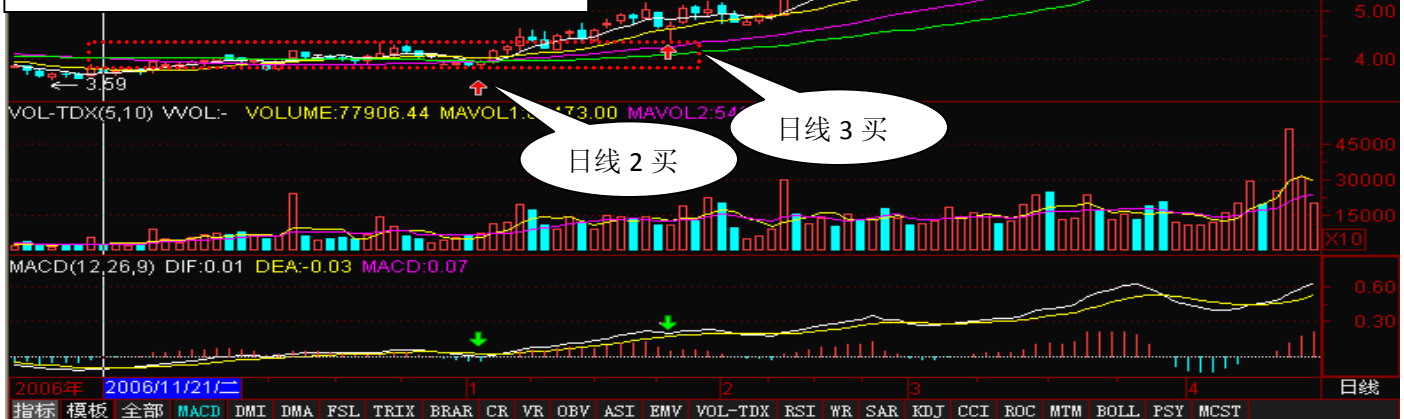 5.00
4.00
3.59
VOL-TDX(5,10) VVOL:- VOLUME:77906.44 MAVOL1: 173.00 MAVOL2:54
日线 3 买
日线 2 买
45000
30000
15000
X10
MACD(12,26,9) DIF:0.01 DEA:-0.03 MACD:0.07
0.60
0.30
2006年 2006/11/21/二 1 2 3 4 日线
指标 模板 全部 MACD DMI DMA FSL TRIX BRAR CR VR OBV ASI EMV VOL-TDX RSI WR SAR KDJ CCI ROC MTM BOLL PSY MCST